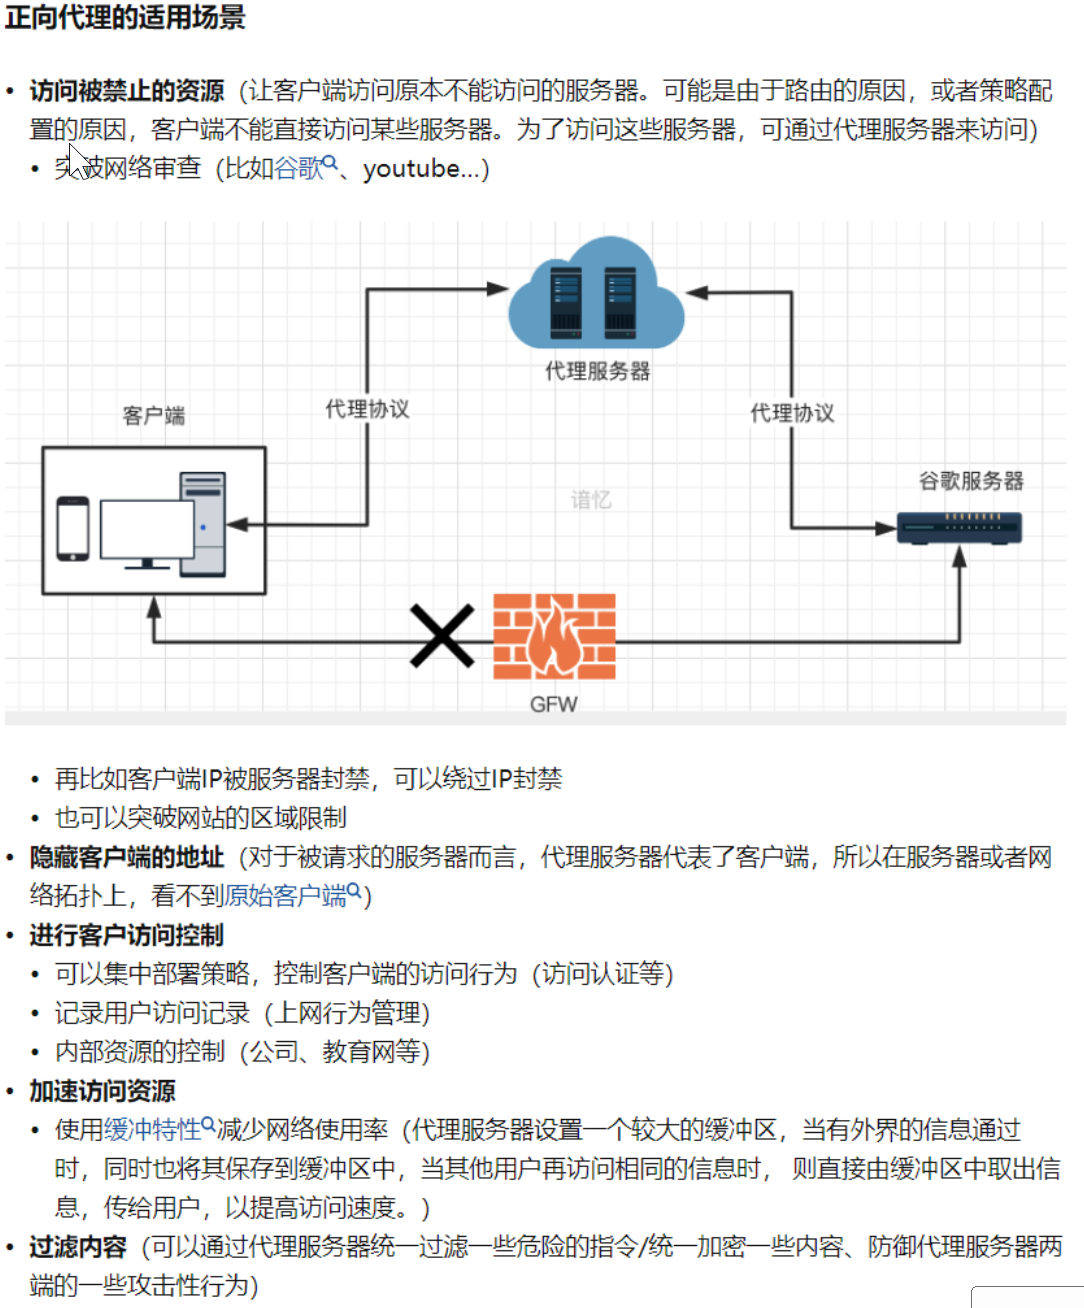 正向代理的适用场景
• 访问被禁止的资源（让客户端访问原本不能访问的服务器。可能是由于路由的原因，或者策略配
置的原因，客户端不能直接访问某些服务器。为了访问这些服务器，可通过代理服务器来访问）
• 突破网络审查（比如谷歌、youtube...）
代理服务器
代理协议
代理协议
客户端
谷歌服务器
谙忆
GFW
• 再比如客户端IP被服务器封禁，可以绕过IP封禁
• 也可以突破网站的区域限制
• 隐藏客户端的地址（对于被请求的服务器而言，代理服务器代表了客户端，所以在服务器或者网
络拓扑上，看不到原始客户端）
• 进行客户访问控制
• 可以集中部署策略，控制客户端的访问行为（访问认证等）
• 记录用户访问记录（上网行为管理）
• 内部资源的控制（公司、教育网等）
• 加速访问资源
• 使用缓冲特性减少网络使用率（代理服务器设置一个较大的缓冲区，当有外界的信息通过
时，同时也将其保存到缓冲区中，当其他用户再访问相同的信息时， 则直接由缓冲区中取出信
息，传给用户，以提高访问速度。）
• 过滤内容（可以通过代理服务器统一过滤一些危险的指令/统一加密一些内容、防御代理服务器两
端的一些攻击性行为）